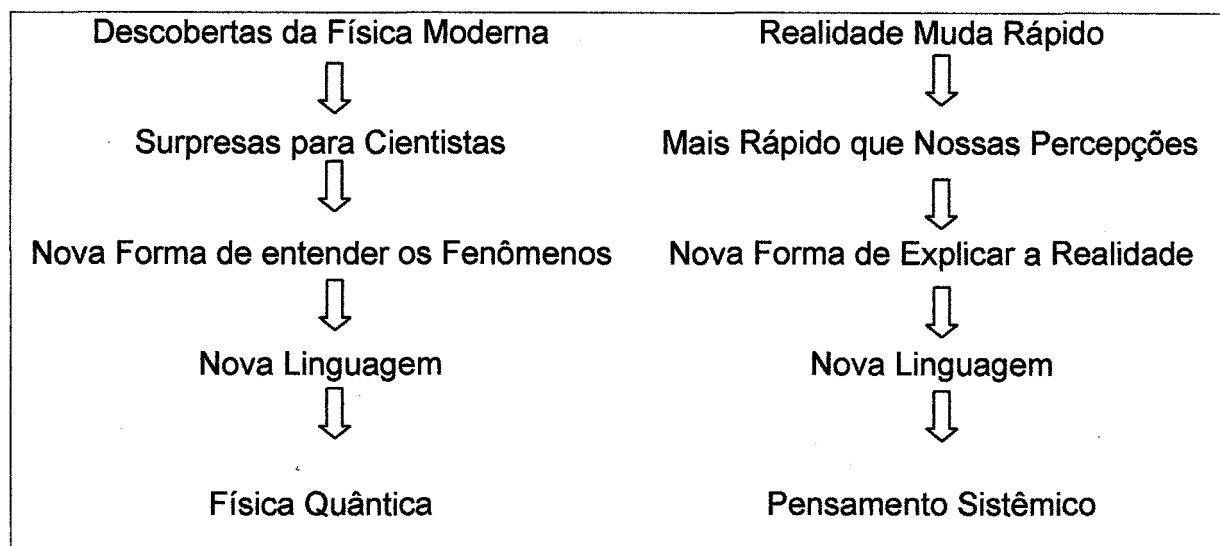 Descobertas da Física Moderna
Surpresas para Cientistas
Nova Forma de entender os Fenômenos
Nova Linguagem
Física Quântica
Realidade Muda Rápido
Mais Rápido que Nossas Percepções
Nova Forma de Explicar a Realidade
Nova Linguagem
Pensamento Sistêmico